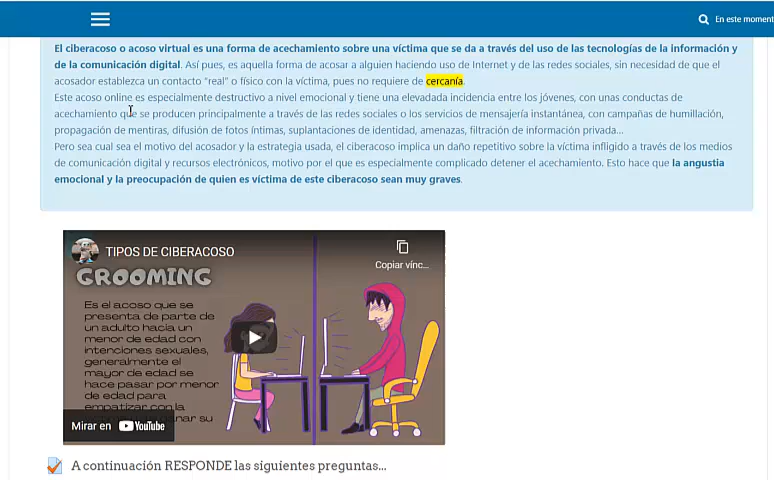 En este moment
El ciberacoso o acoso virtual es una forma de acechamiento sobre una víctima que se da a través del uso de las tecnologías de la información y
de la comunicación digital. Así pues, es aquella forma de acosar a alguien haciendo uso de Internet y de las redes sociales, sin necesidad de que el
acosador establezca un contacto "real" o físico con la víctima, pues no requiere de cercanía.
Este acoso online es especialmente destructivo a nivel emocional y tiene una elevadada incidencia entre los jóvenes, con unas conductas de
acechamiento que se producen principalmente a través de las redes sociales o los servicios de mensajería instantánea, con campañas de humillación,
propagación de mentiras, difusión de fotos íntimas, suplantaciones de identidad, amenazas, filtración de información privada...
Pero sea cual sea el motivo del acosador y la estrategia usada, el ciberacoso implica un daño repetitivo sobre la víctima infligido a través de los medios
de comunicación digital y recursos electrónicos, motivo por el que es especialmente complicado detener el acechamiento. Esto hace que la angustia
emocional y la preocupación de quien es víctima de este ciberacoso sean muy graves.
TIPOS DE CIBERACOSO
Copiar vínc...
GROOMING
Es el acoso que se
presenta de parte de
un adulto hacia un
menor de edad con
intenciones sexuales,
generalmente el
mayor de edad se
hace pasar por menor
de edad para
empatizar con la
ganar su
Mirar en YouTube
A continuación RESPONDE las siguientes preguntas...